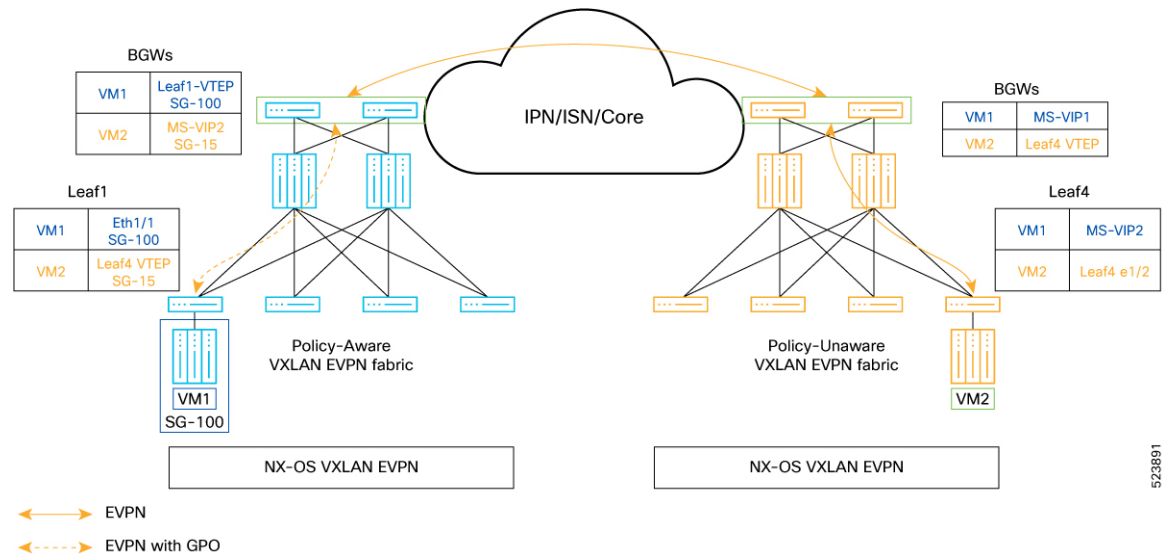 BGWs
VM1
Leaf1-VTEP
SG-100
VM2
MS-VIP2
SG-15
IPN/ISN/Core
BGWs
VM1
MS-VIP1
VM2
Leaf4 VTEP
Leaf1
VM1
Eth1/1
SG-100
VM2
Leaf4 VTEP
SG-15
Leaf4
VM1
MS-VIP2
VM2
Leaf4 e1/2
Policy-Aware
VXLAN EVPN fabric
Policy-Unaware
VXLAN EVPN fabric
VM1
SG-100
VM2
NX-OS VXLAN EVPN
NX-OS VXLAN EVPN
523891
EVPN
EVPN with GPO